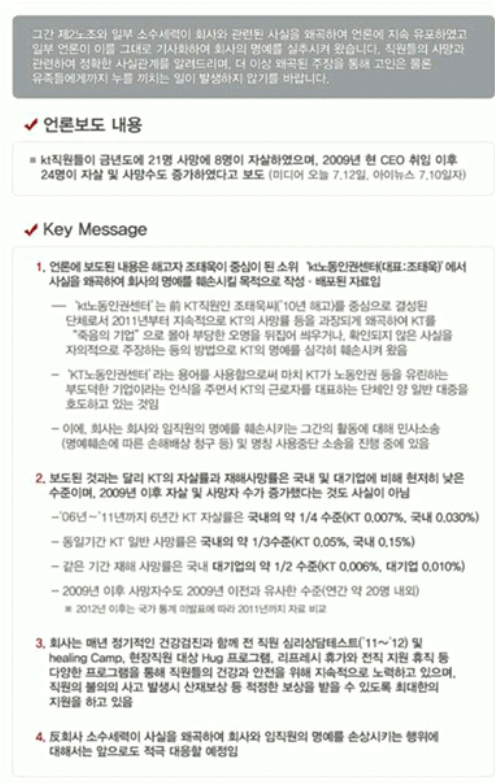 그간 제2노조와 일부 소수세력이 회사와 관련된 사실을 왜곡하여 언론에 지속 유포하였고
일부 언론이 이를 그대로 기사화하여 회사의 명예를 실추시켜 왔습니다. 직원들의 사망과
관련하여 정확한 사실관계를 알려드리며, 더 이상 왜곡된 주장을 통해 고인은 물론
유족들에게까지 누를 끼치는 일이 발생하지 않기를 바랍니다.
✓ 언론보도 내용
■ kt직원들이 금년도에 21명 사망에 8명이 자살하였으며, 2009년 현 CEO 취임 이후
24명이 자살 및 사망수도 증가하였다고 보도 (미디어 오늘 7.12일, 아이뉴스 7.10일자)
✓ Key Message
1. 언론에 보도된 내용은 해고자 조태욱이 중심이 된 소위 'kt노동인권센터(대표:조태욱)'에서
사실을 왜곡하여 회사의 명예를 훼손시킬 목적으로 작성·배포된 자료임
― 'kt노동인권센터'는 前 KT직원인 조태욱씨('10년 해고)를 중심으로 결성된
단체로서 2011년부터 지속적으로 KT의 사망률 등을 과장되게 왜곡하여 KT를
"죽음의 기업"으로 몰아 부당한 오명을 뒤집어 씌우거나, 확인되지 않은 사실을
자의적으로 주장하는 등의 방법으로 KT의 명예를 심각히 훼손시켜 왔음
– 'KT노동인권센터'라는 용어를 사용함으로써 마치 KT가 노동인권 등을 유린하는
부도덕한 기업이라는 인식을 주면서 KT의 근로자를 대표하는 단체인 양 일반 대중을
호도하고 있는 것임
– 이에, 회사는 회사와 임직원의 명예를 훼손시키는 그간의 활동에 대해 민사소송
(명예훼손에 따른 손해배상 청구 등) 및 명칭 사용중단 소송을 진행 중에 있음
2. 보도된 것과는 달리 KT의 자살률과 재해사망률은 국내 및 대기업에 비해 현저히 낮은
수준이며, 2009년 이후 자살 및 사망자 수가 증가했다는 것도 사실이 아님
–'06년~'11년까지 6년간 KT 자살률은 국내의 약 1/4 수준(KT 0.007%, 국내 0.030%)
– 동일기간 KT 일반 사망률은 국내의 약 1/3수준(KT 0.05%, 국내 0.15%)
– 같은 기간 재해 사망률은 국내 대기업의 약 1/2 수준(KT 0.006%, 대기업 0.010%)
– 2009년 이후 사망자수도 2009년 이전과 유사한 수준(연간 약 20명 내외)
※ 2012년 이후는 국가 통계 미발표에 따라 2011년까지 자료 비교
3. 회사는 매년 정기적인 건강검진과 함께 전 직원 심리상담테스트('11~'12) 및
healing Camp, 현장직원 대상 Hug 프로그램, 리프레시 휴가와 전직 지원 휴직 등
다양한 프로그램을 통해 직원들의 건강과 안전을 위해 지속적으로 노력하고 있으며,
직원의 불의의 사고 발생시 산재보상 등 적정한 보상을 받을 수 있도록 최대한의
지원을 하고 있음
4. 反회사 소수세력이 사실을 왜곡하여 회사와 임직원의 명예를 손상시키는 행위에
대해서는 앞으로도 적극 대응할 예정임